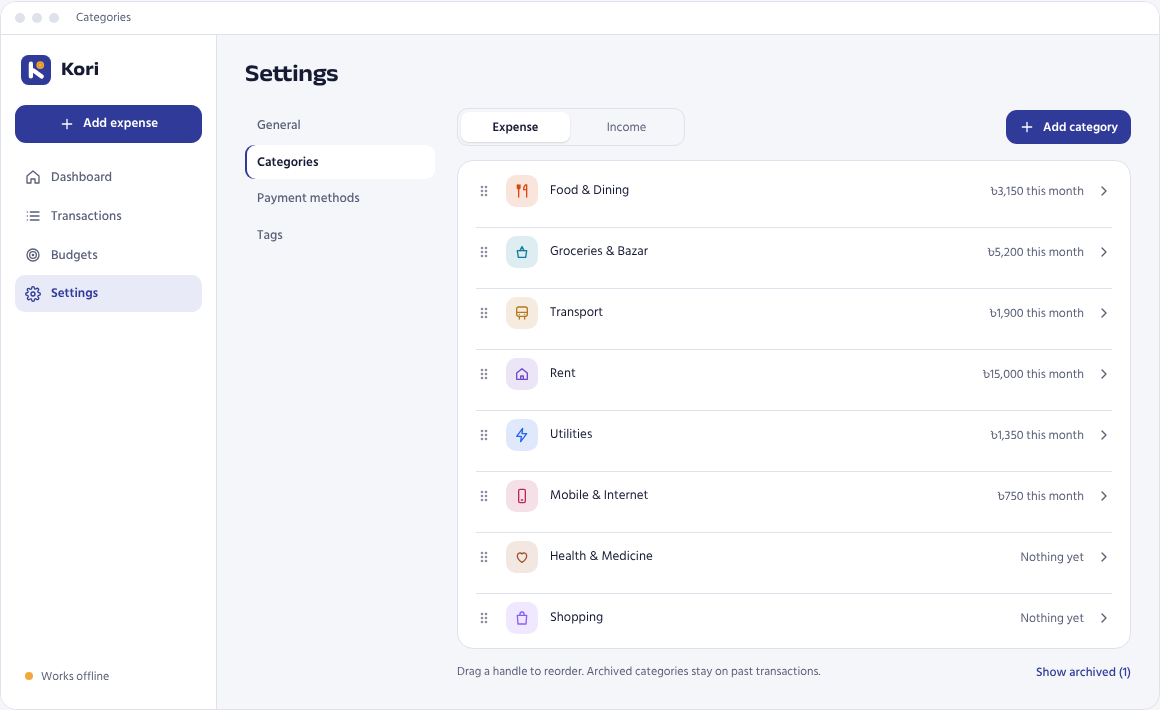 Categories
Kori
Add expense
Dashboard
Transactions
Budgets
Settings
Works offline
Settings
General
Categories
Payment methods
Tags
Expense
Income
Add category
Food & Dining
৳3,150 this month
Groceries & Bazar
৳5,200 this month
Transport
৳1,900 this month
Rent
৳15,000 this month
Utilities
৳1,350 this month
Mobile & Internet
৳750 this month
Health & Medicine
Nothing yet
Shopping
Nothing yet
Drag a handle to reorder. Archived categories stay on past transactions.
Show archived (1)